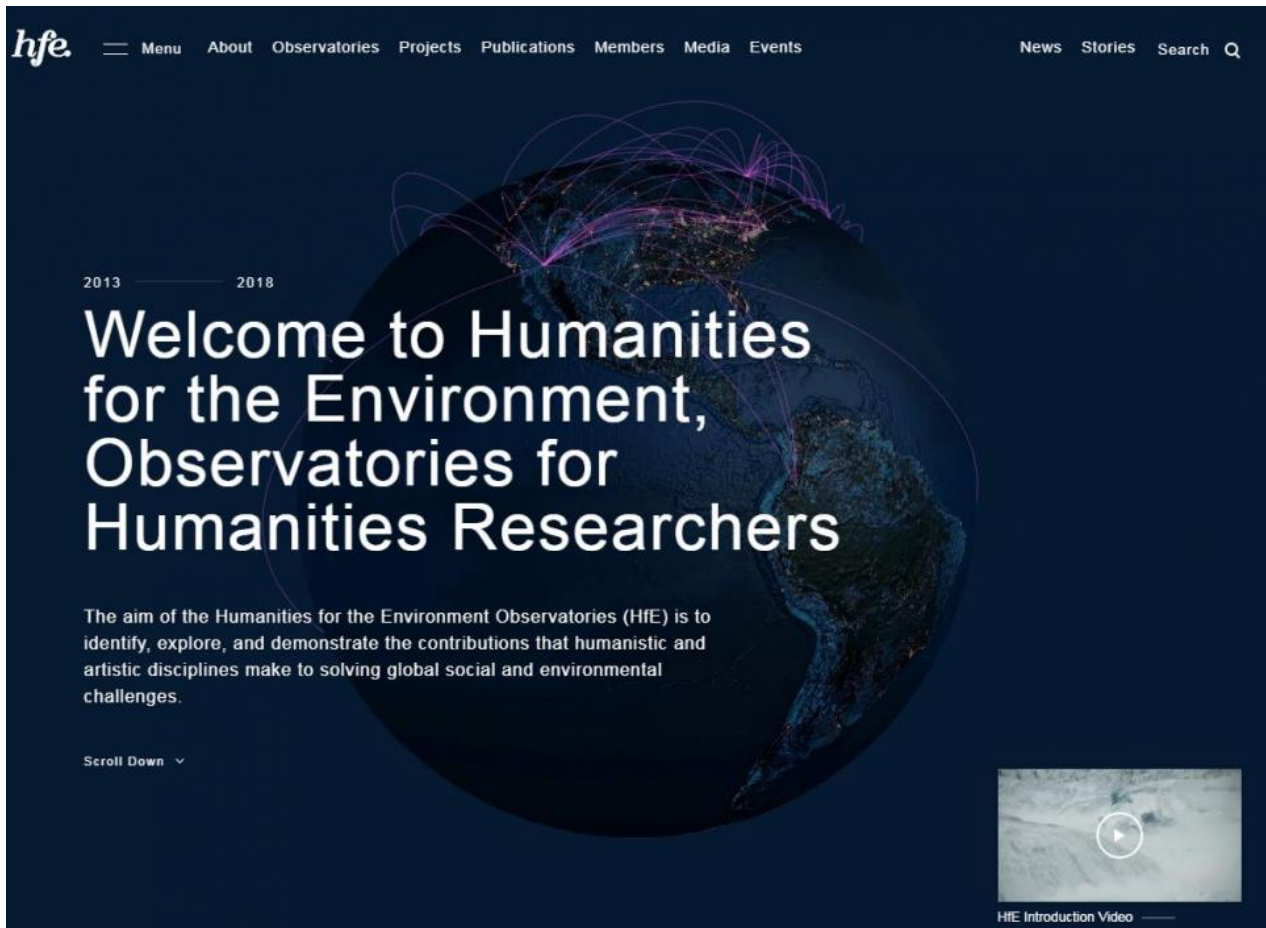 hfe.
Menu About Observatories Projects Publications Members Media Events
News Stories Search
2013 2018
Welcome to Humanities
for the Environment,
Observatories for
Humanities Researchers
The aim of the Humanities for the Environment Observatories (HfE) is to
identify, explore, and demonstrate the contributions that humanistic and
artistic disciplines make to solving global social and environmental
challenges.
Scroll Down
HfE Introduction Video